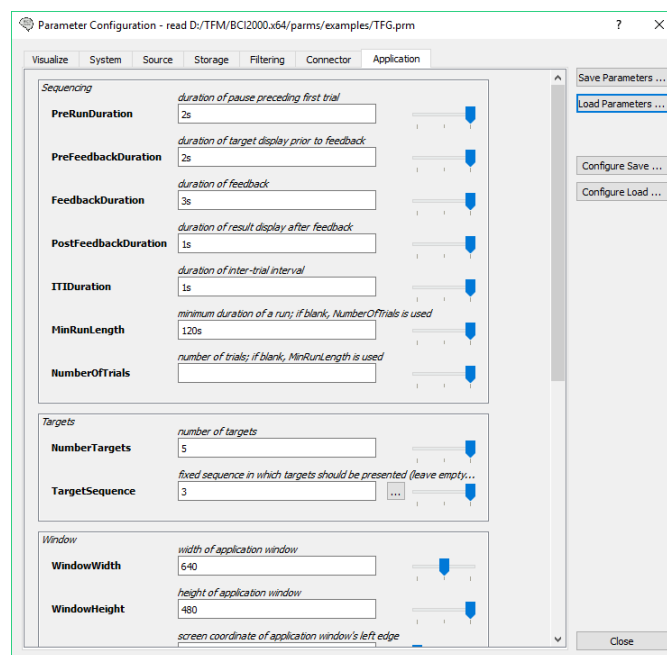 Parameter Configuration - read D:/TFM/BCI2000.x64/parms/examples/TFG.prm
?
Visualize System Source Storage Filtering Connector Application
Save Parameters ...
Load Parameters ...
Configure Save ...
Configure Load ...
Sequencing
duration of pause preceding first trial
PreRunDuration 2s
duration of target display prior to feedback
PreFeedbackDuration 2s
duration of feedback
FeedbackDuration 3s
duration of result display after feedback
PostFeedbackDuration 1s
duration of inter-trial interval
ITIDuration 1s
minimum duration of a run; if blank, NumberOfTrials is used
MinRunLength 120s
number of trials; if blank, MinRunLength is used
NumberOfTrials
Targets
number of targets
NumberTargets 5
fixed sequence in which targets should be presented (leave empty...
TargetSequence 3 ...
Window
width of application window
WindowWidth 640
height of application window
WindowHeight 480
screen coordinate of application window's left edge
Close